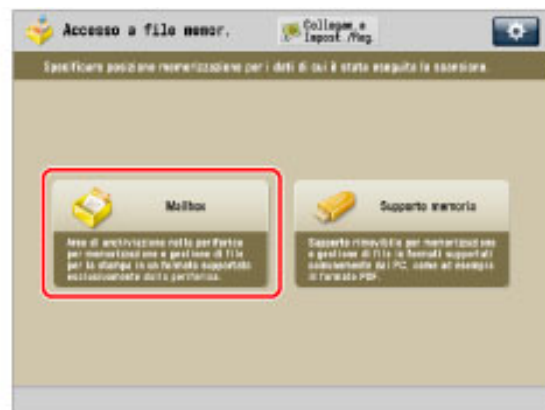 Accesso a file memor.
Collegam. a
Impost./Reg.
Specificare posizione memorizzazione per i dati di cui è stata eseguita la scansione.
Mailbox
Area di archiviazione nella periferica
per memorizzazione e gestione di file
per la stampa in un formato supportato
esclusivamente dalla periferica.
Supporto memoria
Supporto rimovibile per memorizzazione
e gestione di file in formati supportati
comunemente dai PC, come ad esempio
il formato PDF.